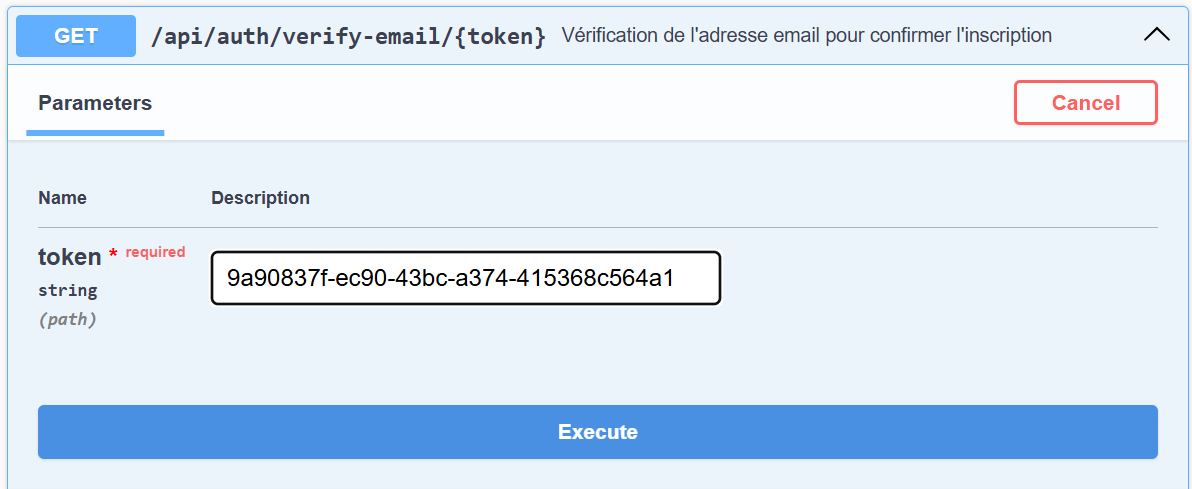 GET /api/auth/verify-email/{token} Vérification de l'adresse email pour confirmer l'inscription
Parameters Cancel
Name Description
token * required
string
(path)
9a90837f-ec90-43bc-a374-415368c564a1
Execute